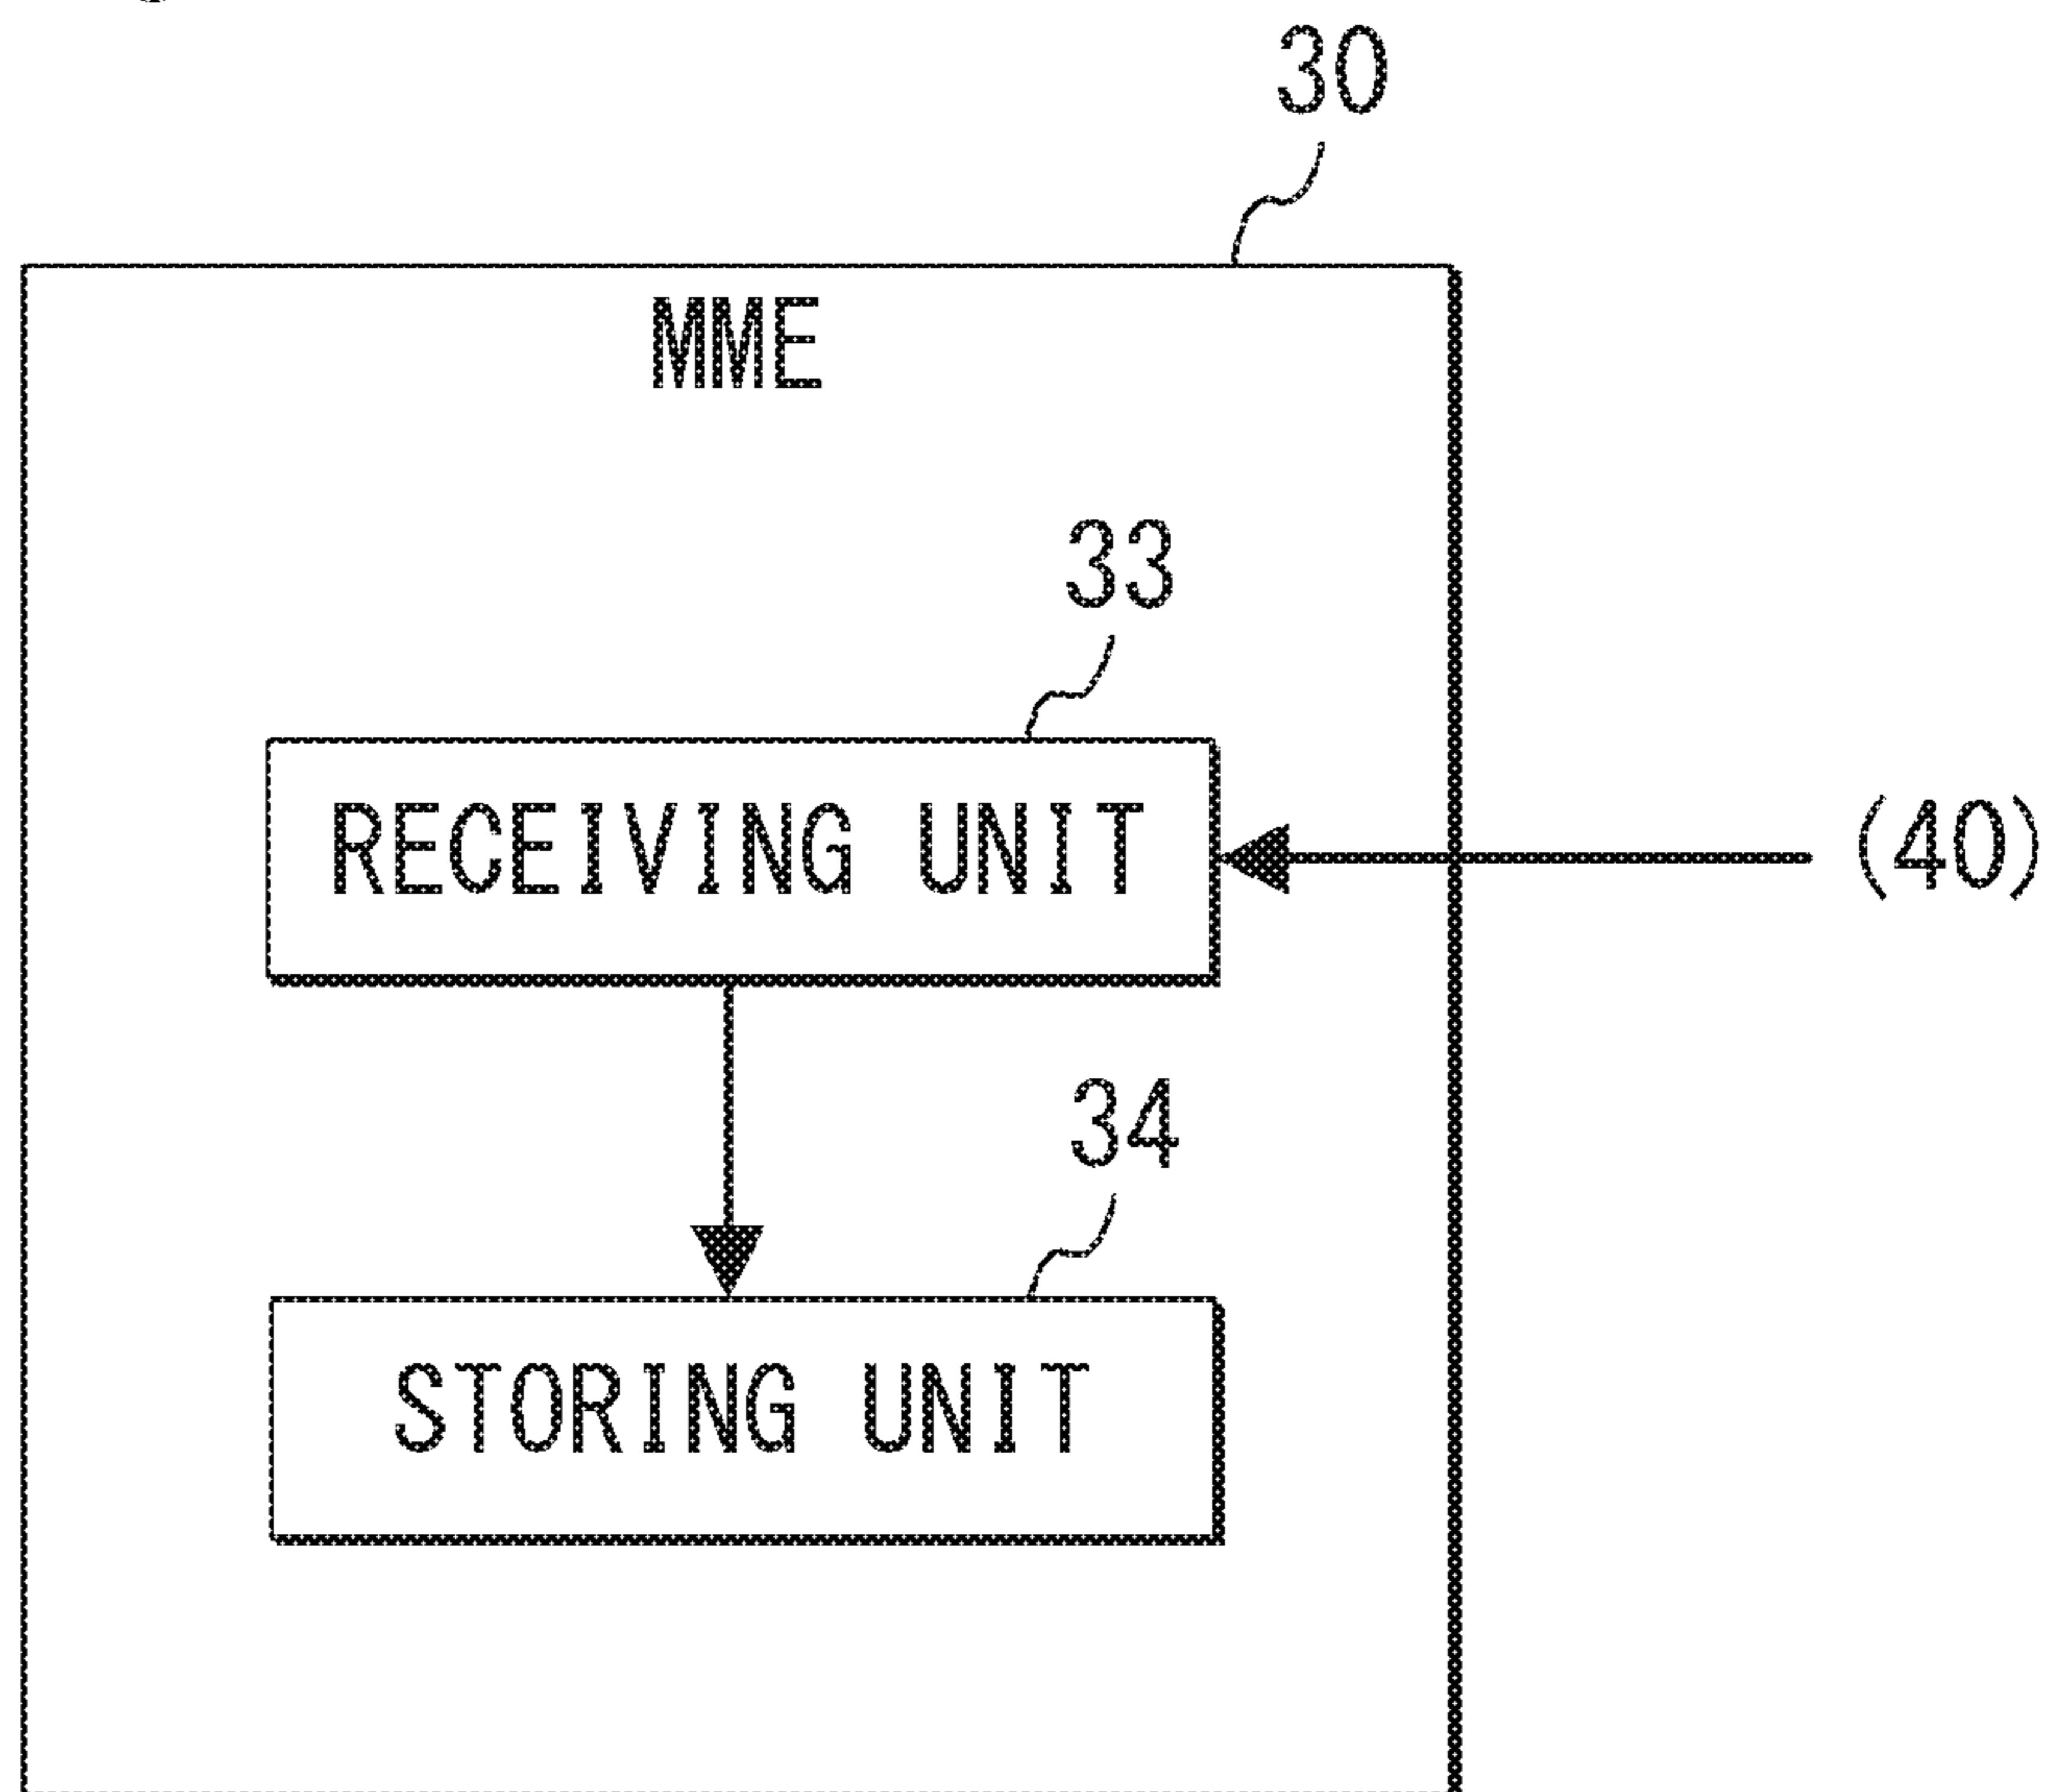 30
MME
33
RECEIVING UNIT
(40)
34
STORING UNIT